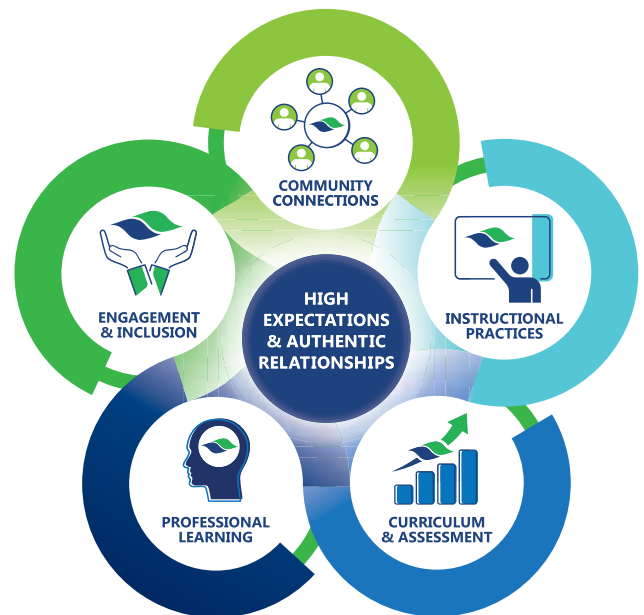 COMMUNITY
CONNECTIONS
ENGAGEMENT
& INCLUSION
HIGH
EXPECTATIONS
& AUTHENTIC
RELATIONSHIPS
INSTRUCTIONAL
PRACTICES
PROFESSIONAL
LEARNING
CURRICULUM
& ASSESSMENT